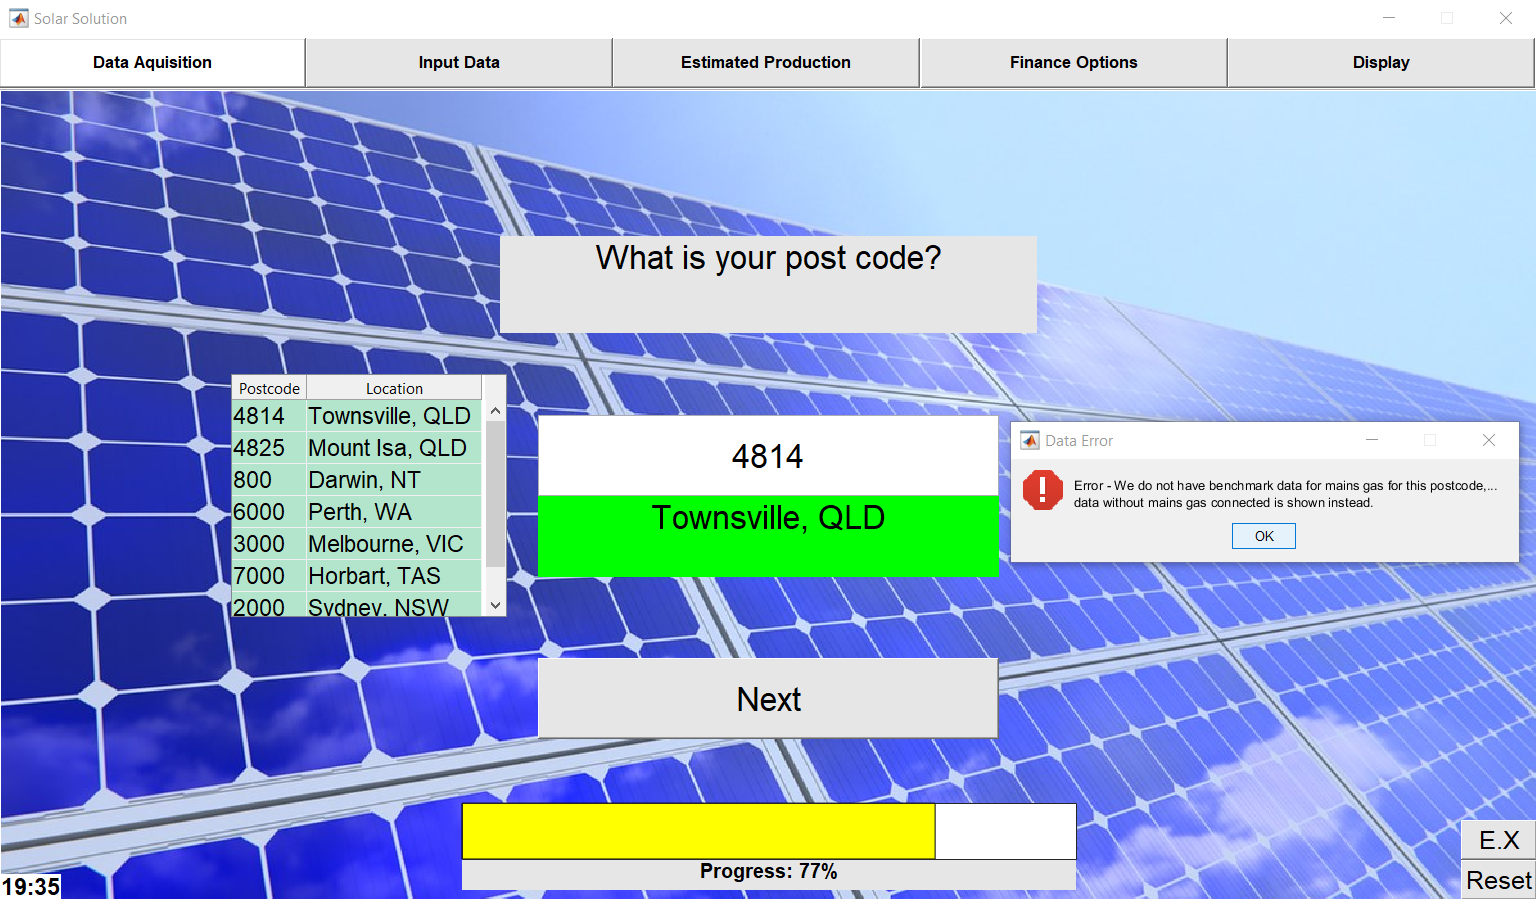 Solar Solution
Data Aquisition
Input Data
Estimated Production
Finance Options
Display
What is your post code?
Postcode Location
4814 Townsville, QLD
4825 Mount Isa, QLD
800 Darwin, NT
6000 Perth, WA
3000 Melbourne, VIC
7000 Horbart, TAS
2000 Sydney, NSW
4814
Townsville, QLD
Data Error
Error - We do not have benchmark data for mains gas for this postcode,...
data without mains gas connected is shown instead.
OK
Next
Progress: 77%
19:35
E.X
Reset